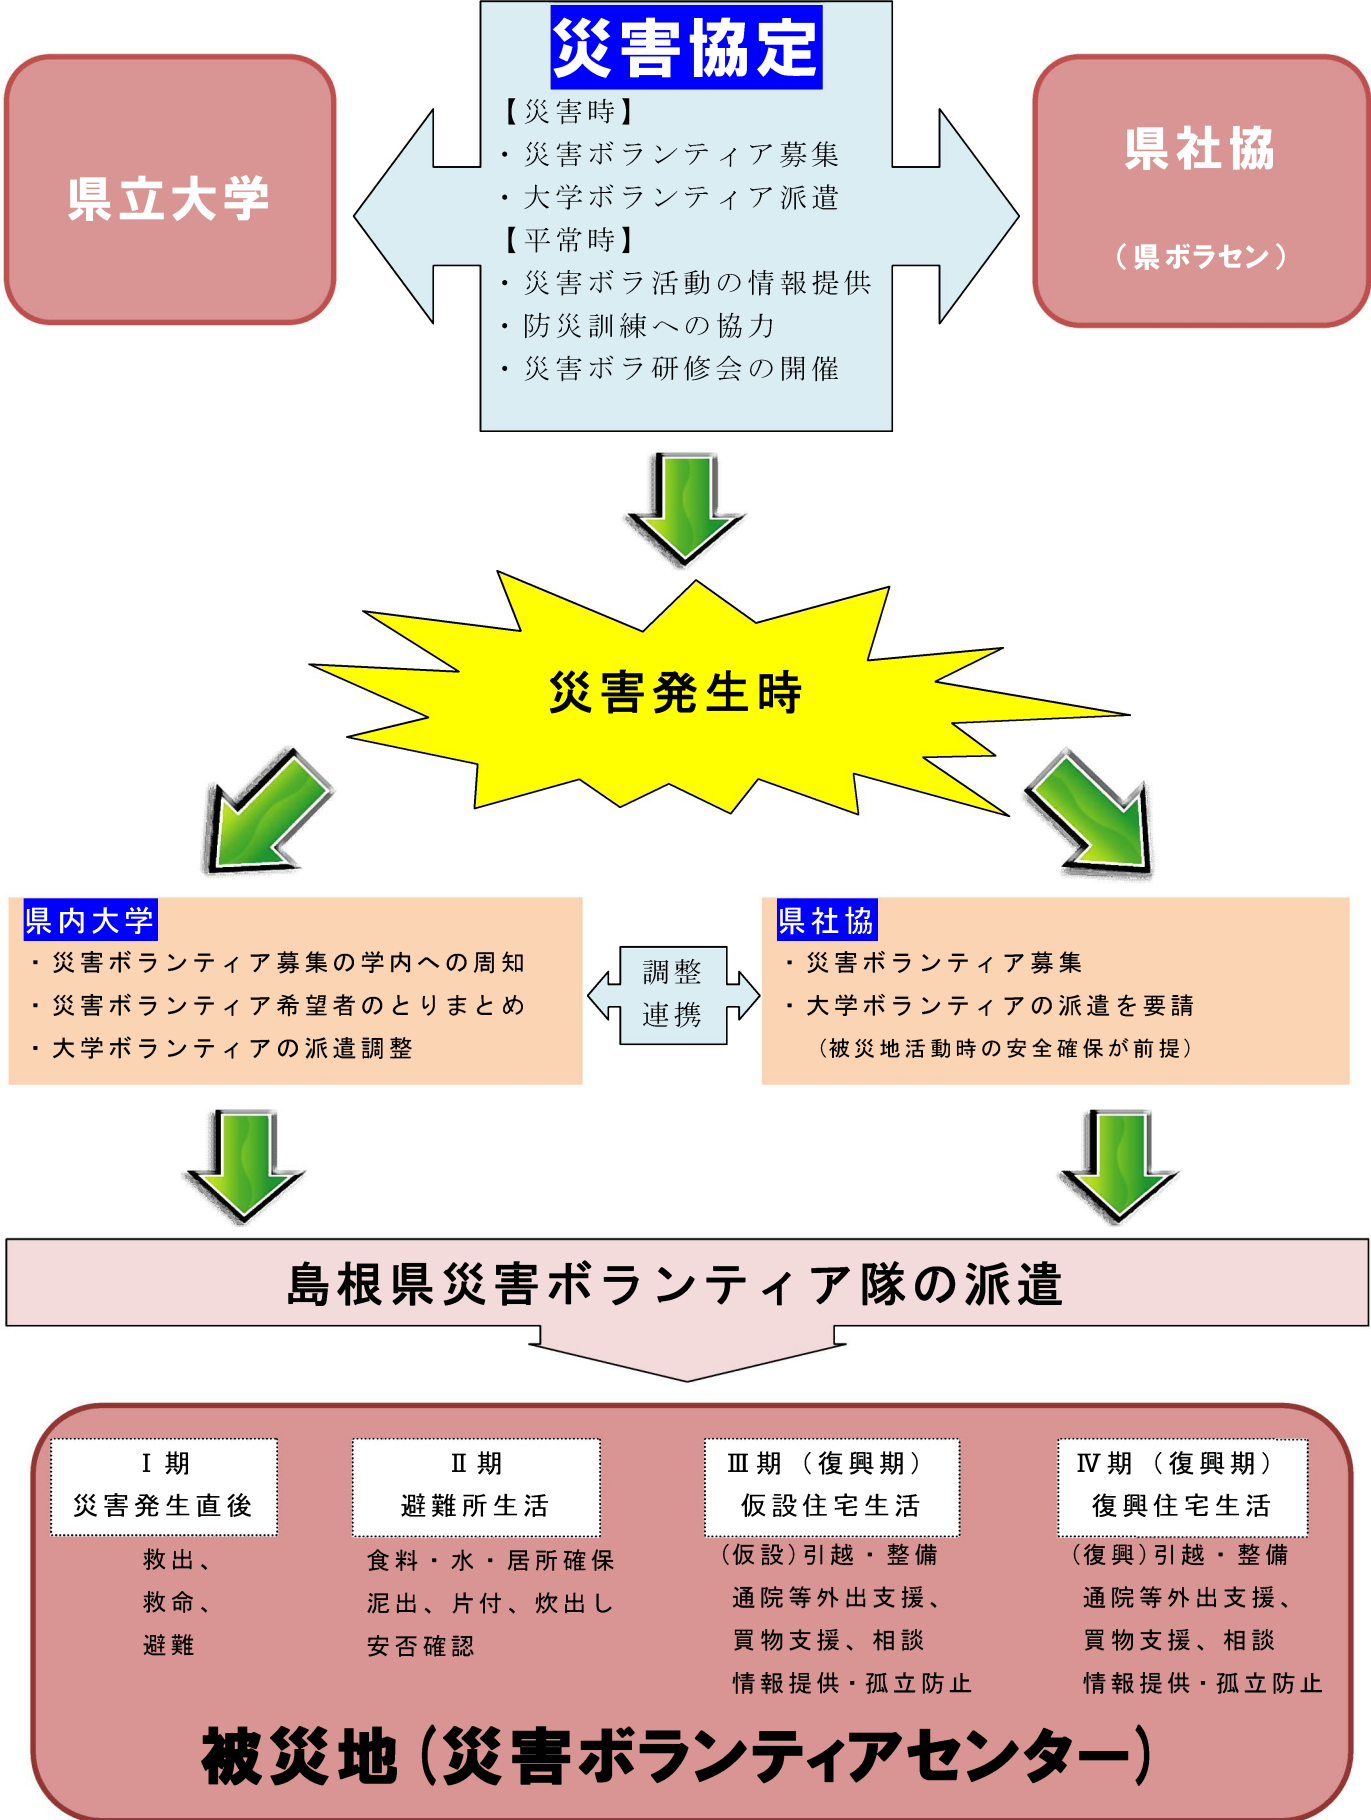 災害協定
【災害時】
・災害ボランティア募集
・大学ボランティア派遣
【平常時】
・災害ボラ活動の情報提供
・防災訓練への協力
・災害ボラ研修会の開催
県立大学
県社協
（県ボラセン）
災害発生時
県内大学
・災害ボランティア募集の学内への周知
・災害ボランティア希望者のとりまとめ
・大学ボランティアの派遣調整
調整
連携
県社協
・災害ボランティア募集
・大学ボランティアの派遣を要請
（被災地活動時の安全確保が前提）
島根県災害ボランティア隊の派遣
Ⅰ期
災害発生直後
救出、
救命、
避難
Ⅱ期
避難所生活
食料・水・居所確保
泥出、片付、炊出し
安否確認
Ⅲ期（復興期）
仮設住宅生活
（仮設）引越・整備
通院等外出支援、
買物支援、相談
情報提供・孤立防止
Ⅳ期（復興期）
復興住宅生活
（復興）引越・整備
通院等外出支援、
買物支援、相談
情報提供・孤立防止
被災地（災害ボランティアセンター）